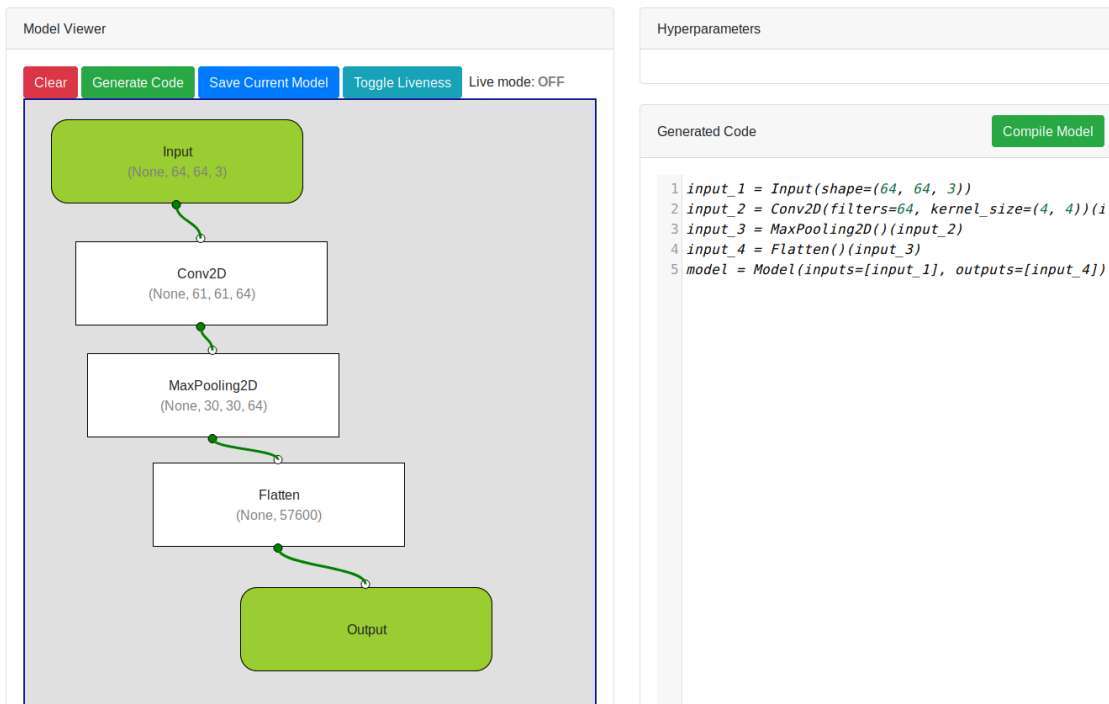 Model Viewer
Clear Generate Code Save Current Model Toggle Liveness Live mode: OFF
Input
(None, 64, 64, 3)
Conv2D
(None, 61, 61, 64)
MaxPooling2D
(None, 30, 30, 64)
Flatten
(None, 57600)
Output
Hyperparameters
Generated Code Compile Model
1 input_1 = Input(shape=(64, 64, 3))
2 input_2 = Conv2D(filters=64, kernel_size=(4, 4))(i
3 input_3 = MaxPooling2D()(input_2)
4 input_4 = Flatten()(input_3)
5 model = Model(inputs=[input_1], outputs=[input_4])